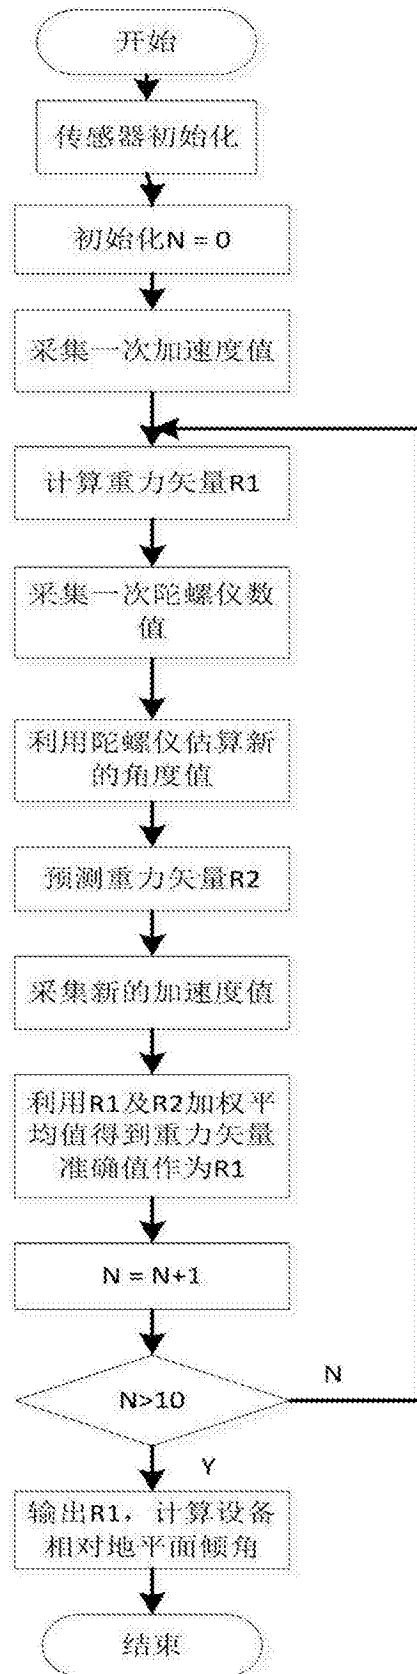 开始
传感器初始化
初始化N = 0
采集一次加速度值
计算重力矢量R1
采集一次陀螺仪数
值
利用陀螺仪估算新
的角度值
预测重力矢量R2
采集新的加速度值
利用R1及R2加权平
均值得到重力矢量
准确值作为R1
N = N+1
N>10
N
Y
输出R1，计算设备
相对地平面倾角
结束